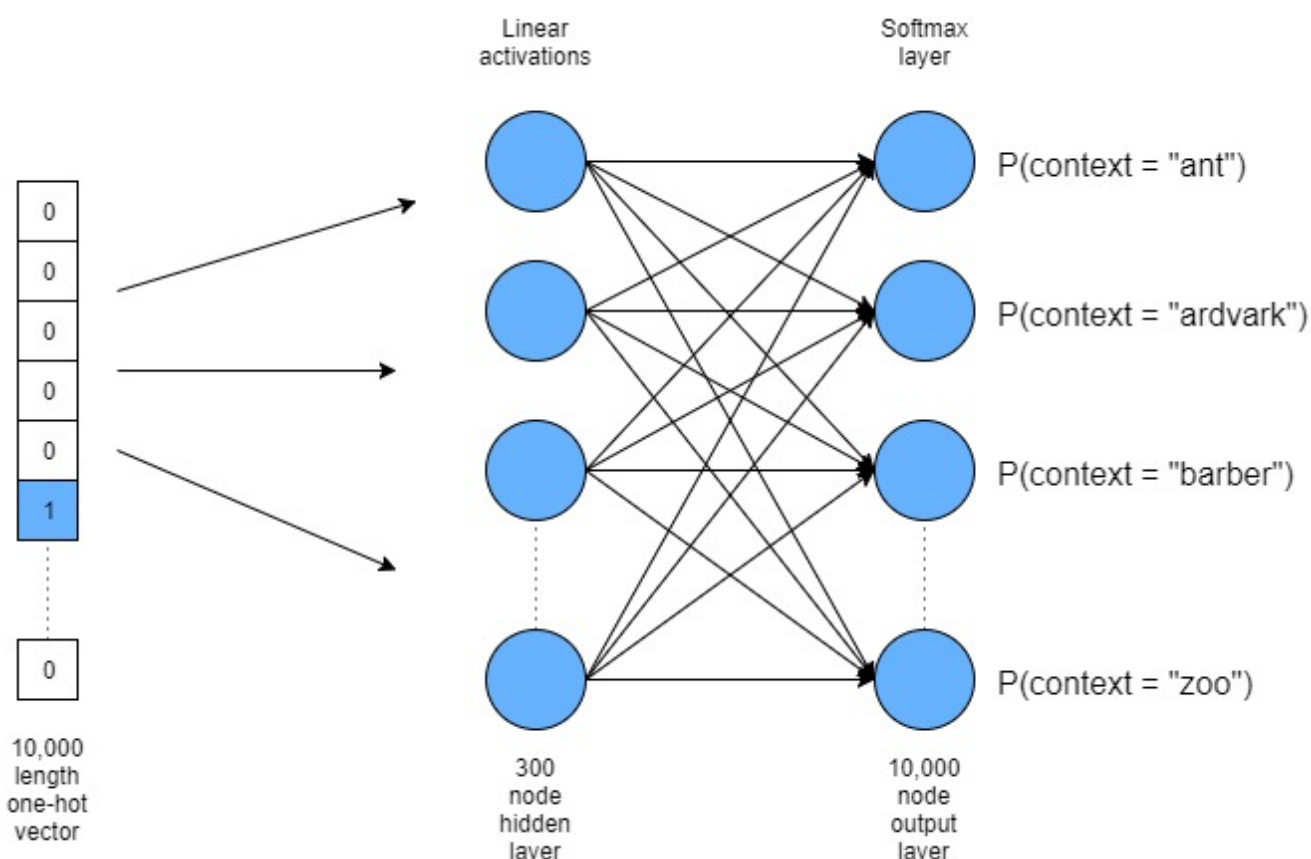 Linear
activations
Softmax
layer
0
0
0
0
0
1
0
P(context = "ant")
P(context = "ardvark")
P(context = "barber")
P(context = "zoo")
10,000
length
one-hot
vector
300
node
hidden
layer
10,000
node
output
layer